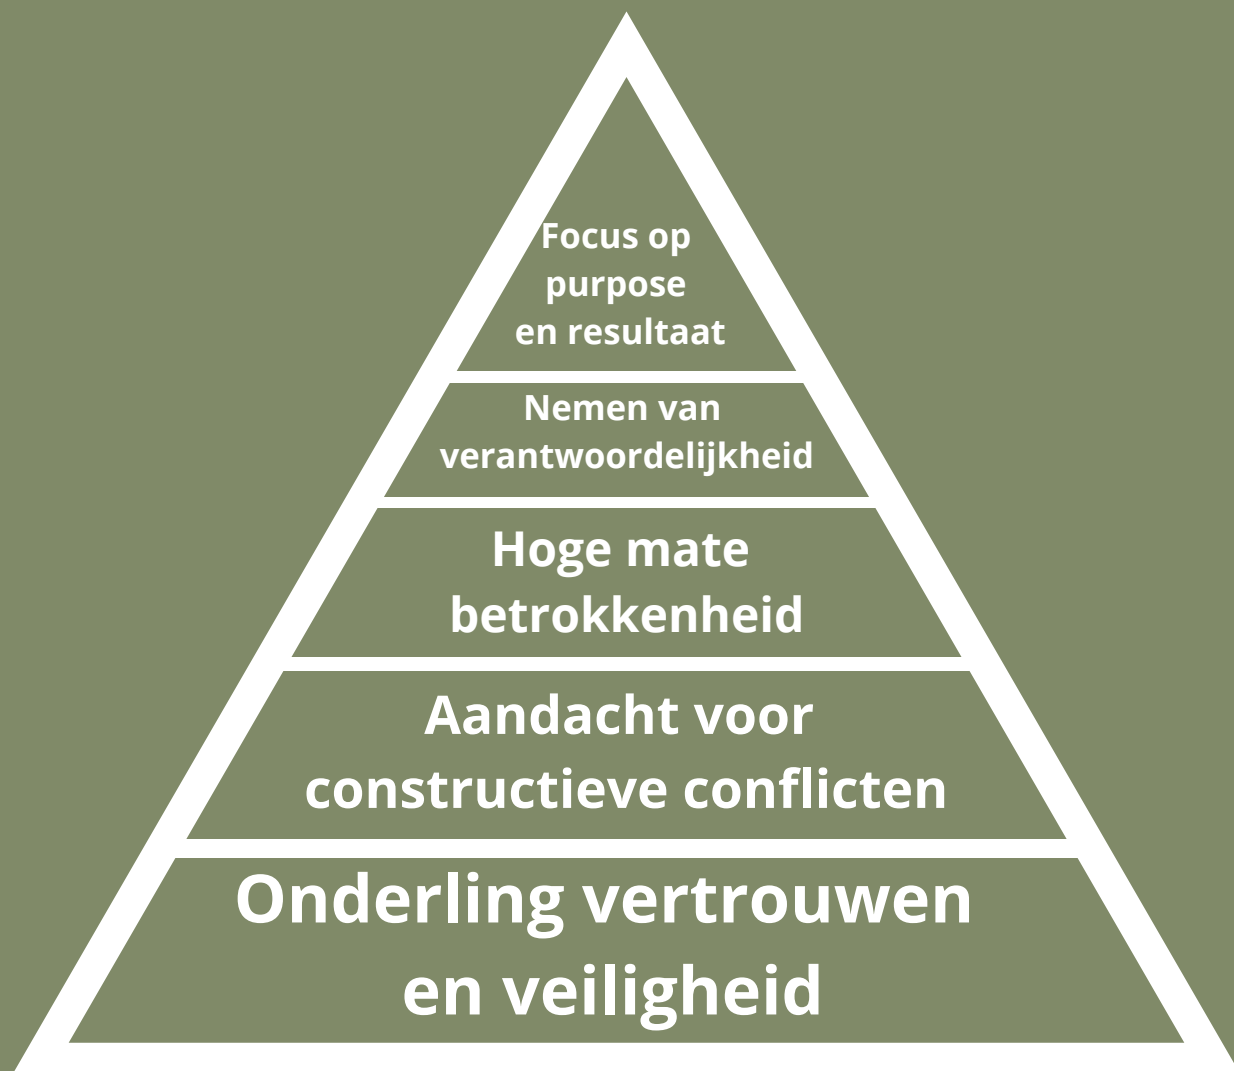 Focus op
purpose
en resultaat
Nemen van
verantwoordelijkheid
Hoge mate
betrokkenheid
Aandacht voor
constructieve conflicten
Onderling vertrouwen
en veiligheid